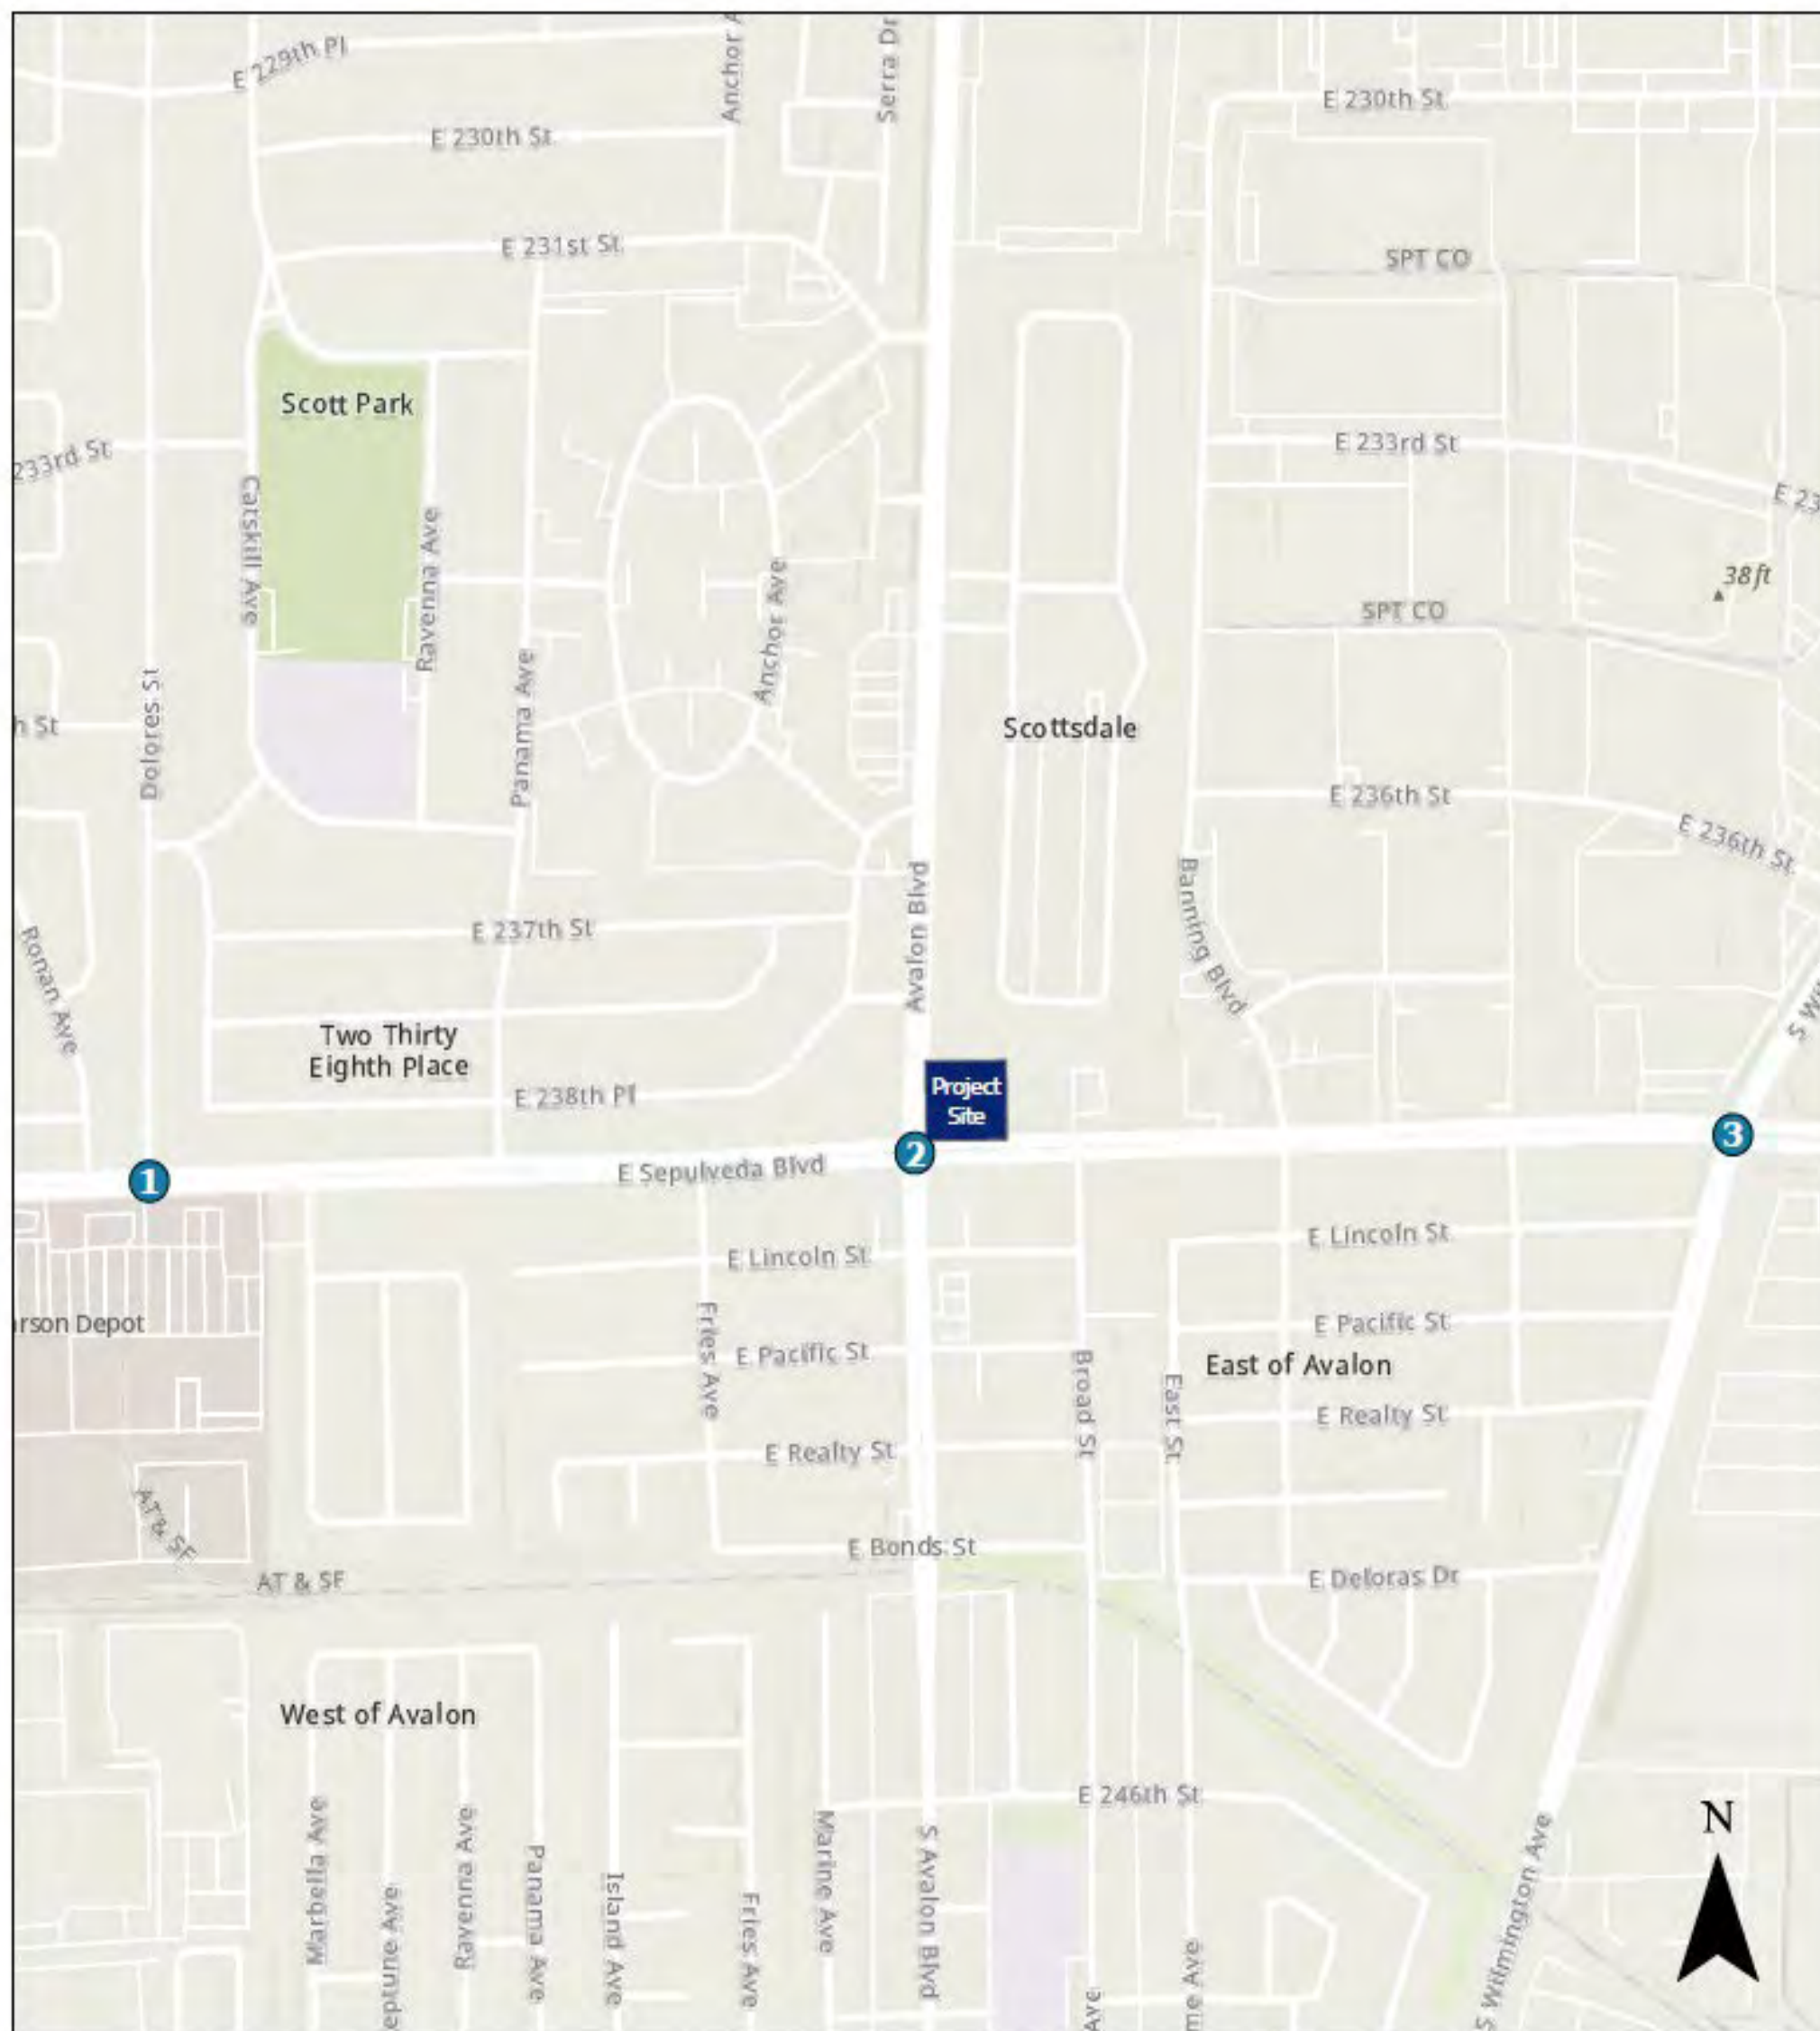 E 229th Pl
Anchor A
Serra Dr
E 230th St
E 230th St
E 231st St
SPT CO
Scott Park
233rd St
E 233rd St
E 23
Catskill Ave
Ravenna Ave
Anchor Ave
38ft
SPT CO
Dolores St
Panama Ave
h St
Scottsdale
E 236th St
E 236th St
Avalon Blvd
Banning Blvd
E 237th St
Ronan Ave
S Wil
Two Thirty
Eighth Place
E 238th Pl
Project
Site
1
2
3
E Sepulveda Blvd
E Lincoln St
E Lincoln St
rson Depot
Fries Ave
E Pacific St
E Pacific St
Broad St
East St
East of Avalon
E Realty St
E Realty St
AT & SF
E Bonds St
AT & SF
E Deloras Dr
West of Avalon
E 246th St
Marbella Ave
eptune Ave
Ravenna Ave
Panama Ave
Island Ave
Fries Ave
Marine Ave
S Avalon Blvd
Ave
me Ave
S Wilmington Ave
N